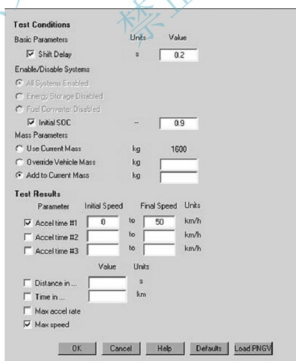 Test Conditions
Basic Parameters Units Value
Shift Delay s 0.2
Enable/Disable Systems
All Systems Enabled
Energy Storage Disabled
Fuel Converter Disabled
Initial SOC -- 0.9
Mass Parameters
Use Current Mass kg 1600
Override Vehicle Mass kg
Add to Current Mass kg
Test Results
Parameter Initial Speed Final Speed Units
Accel time #1 0 to 50 km/h
Accel time #2 to km/h
Accel time #3 to km/h
Value Units
Distance in ... s
Time in ... km
Max accel rate
Max speed
OK Cancel Help Defaults Load PNGV